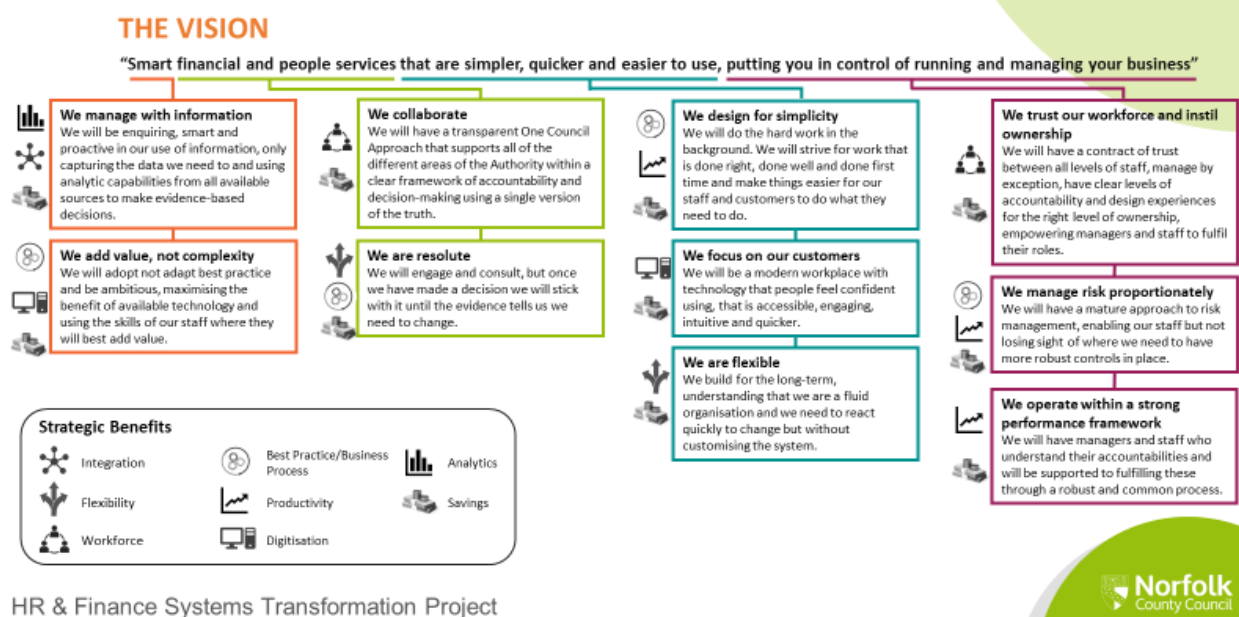 THE VISION
“Smart financial and people services that are simpler, quicker and easier to use, putting you in control of running and managing your business”
We manage with information
We will be enquiring, smart and
proactive in our use of information, only
capturing the data we need to and using
analytic capabilities from all available
sources to make evidence-based
decisions.
We add value, not complexity
We will adopt not adapt best practice
and be ambitious, maximising the
benefit of available technology and
using the skills of our staff where they
will best add value.
We collaborate
We will have a transparent One Council
Approach that supports all of the
different areas of the Authority within a
clear framework of accountability and
decision-making using a single version
of the truth.
We are resolute
We will engage and consult, but once
we have made a decision we will stick
with it until the evidence tells us we
need to change.
We design for simplicity
We will do the hard work in the
background. We will strive for work that
is done right, done well and done first
time and make things easier for our
staff and customers to do what they
need to do.
We focus on our customers
We will be a modern workplace with
technology that people feel confident
using, that is accessible, engaging,
intuitive and quicker.
We are flexible
We build for the long-term,
understanding that we are a fluid
organisation and we need to react
quickly to change but without
customising the system.
We trust our workforce and instil
ownership
We will have a contract of trust
between all levels of staff, manage by
exception, have clear levels of
accountability and design experiences
for the right level of ownership,
empowering managers and staff to fulfil
their roles.
We manage risk proportionately
We will have a mature approach to risk
management, enabling our staff but not
losing sight of where we need to have
more robust controls in place.
We operate within a strong
performance framework
We will have managers and staff who
understand their accountabilities and
will be supported to fulfilling these
through a robust and common process.
Strategic Benefits
Integration
Flexibility
Workforce
Best Practice/Business
Process
Productivity
Digitisation
Analytics
Savings
HR & Finance Systems Transformation Project
Norfolk
County Council